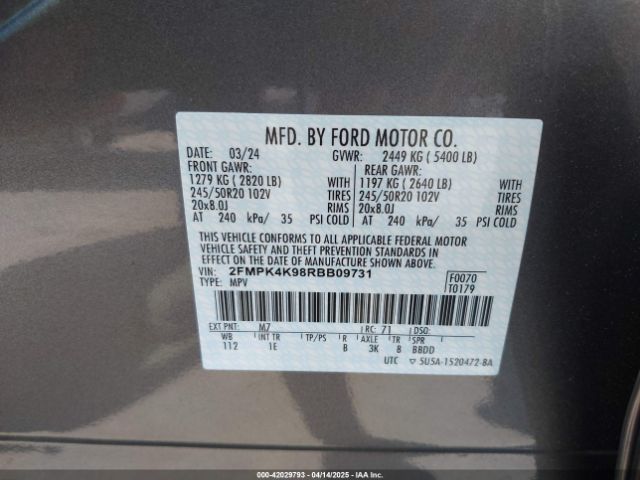 MFD. BY FORD MOTOR CO.
DATE: 03/24 GVWR: 2449 KG ( 5400 LB)
FRONT GAWR: REAR GAWR:
1279 KG ( 2820 LB) WITH 1197 KG ( 2640 LB) WITH
245/50R20 102V TIRES 245/50R20 102V TIRES
20x8.0J RIMS 20x8.0J RIMS
AT 240 kPa/ 35 PSI COLD AT 240 kPa/ 35 PSI COLD
THIS VEHICLE CONFORMS TO ALL APPLICABLE FEDERAL MOTOR
VEHICLE SAFETY AND THEFT PREVENTION STANDARDS IN
EFFECT ON THE DATE OF MANUFACTURE SHOWN ABOVE.
VIN: 2FMPK4K98RBB09731 F0070
TYPE: MPV T0179
EXT PNT: M7 RC: 71 DSO:
WB INT TR TP/PS R AXLE TR SPR
112 1E B 3K 8 BBDD
UTC ▽ 5U5A-1520472-BA
000-42029793 - 04/14/2025 - IAAI.COM